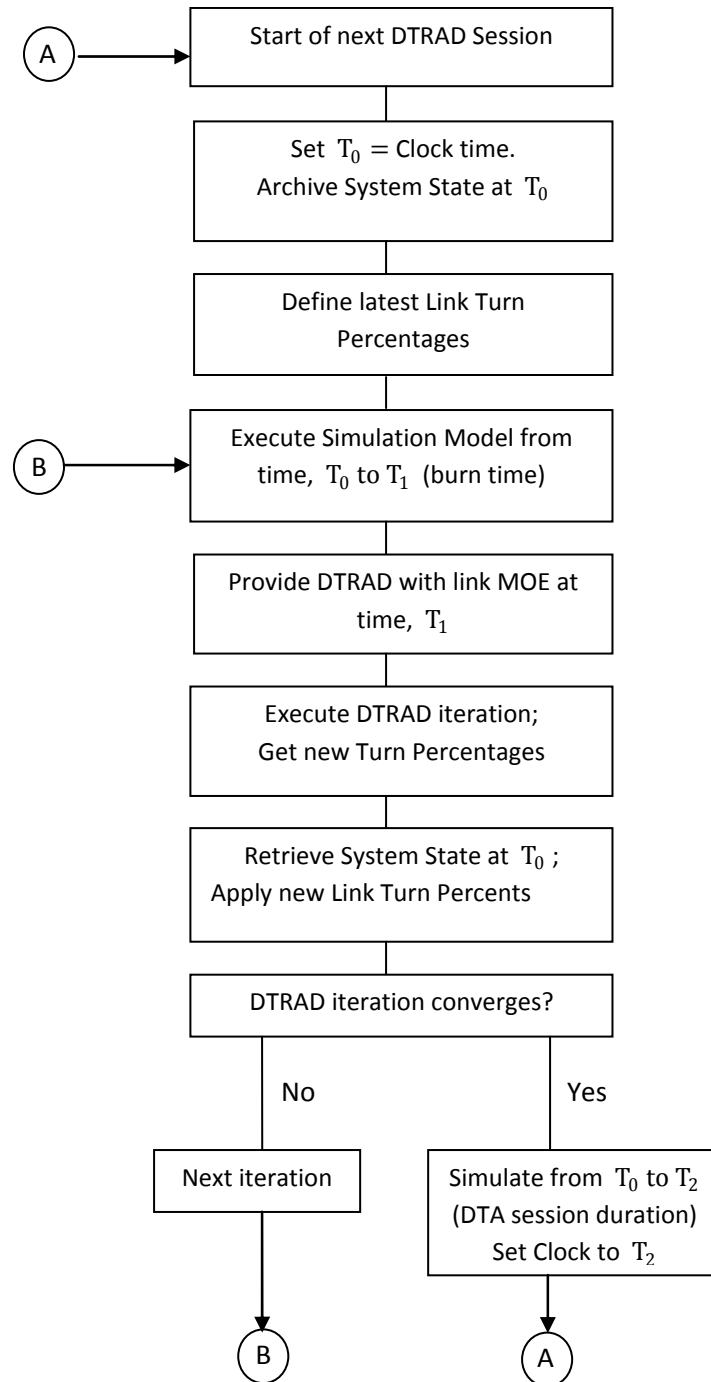 Start of next DTRAD Session
A
Set T₀ = Clock time.
Archive System State at T₀
Define latest Link Turn
Percentages
Execute Simulation Model from
time, T₀ to T₁ (burn time)
B
Provide DTRAD with link MOE at
time, T₁
Execute DTRAD iteration;
Get new Turn Percentages
Retrieve System State at T₀ ;
Apply new Link Turn Percents
DTRAD iteration converges?
No
Yes
Next iteration
Simulate from T₀ to T₂
(DTA session duration)
Set Clock to T₂
B
A